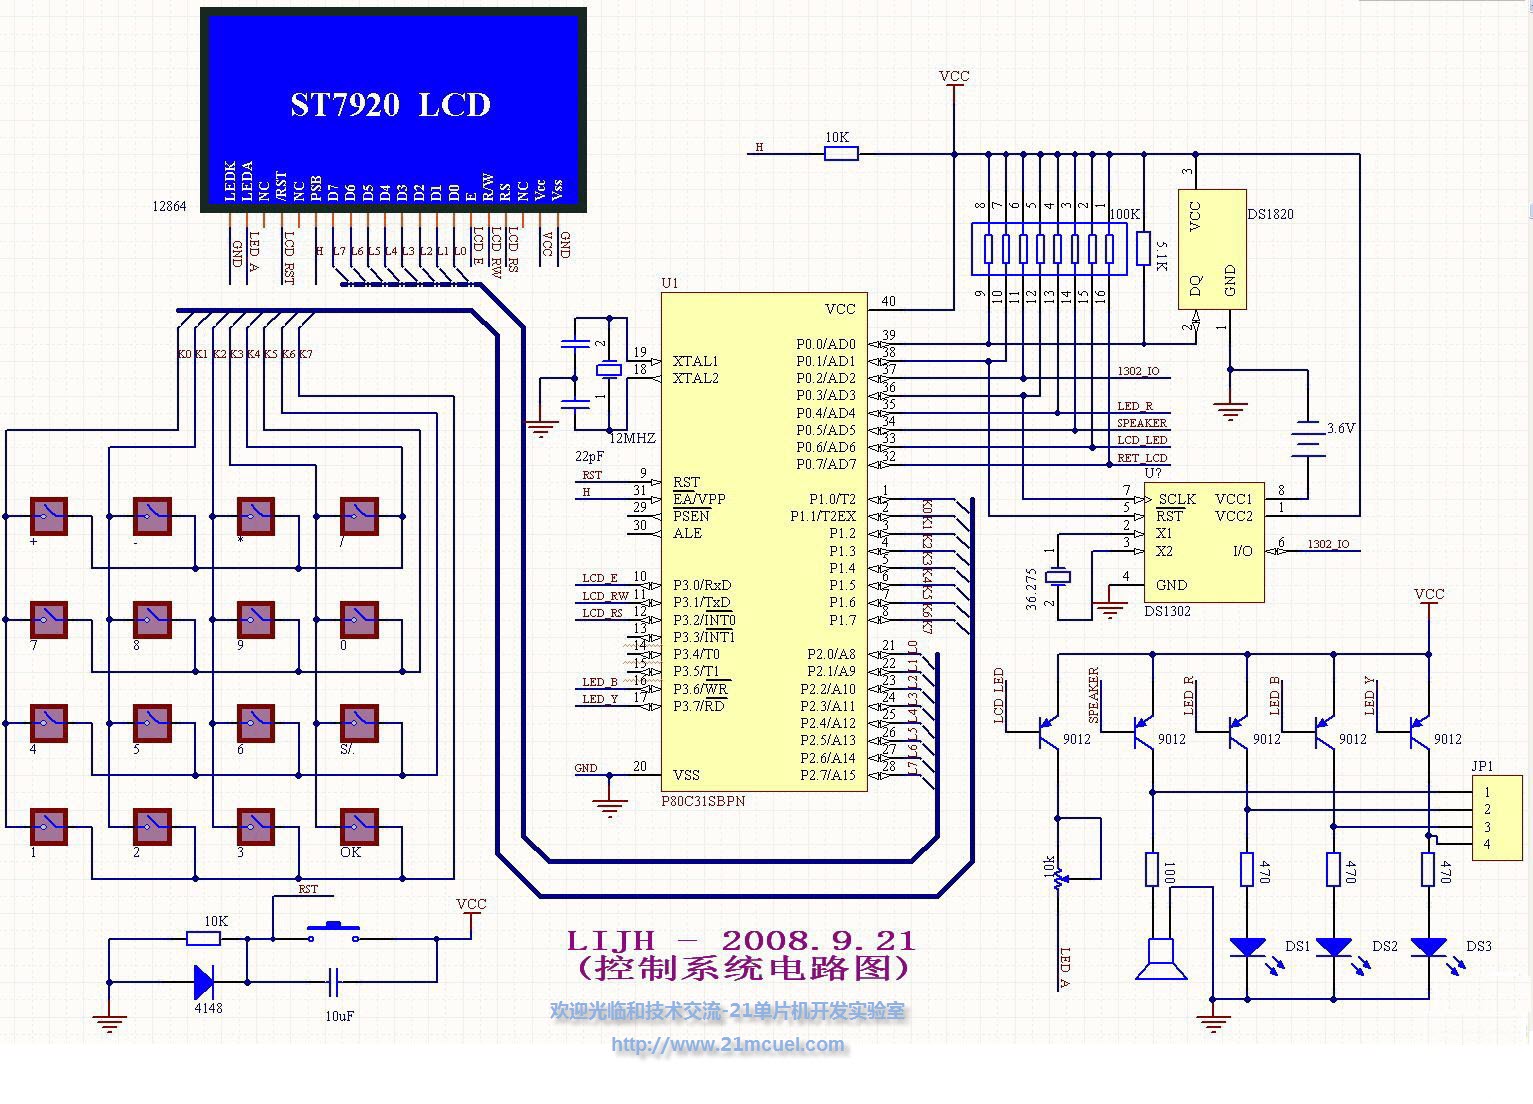 ST7920 LCD
LEDK LEDA NC /RST NC PSB D7 D6 D5 D4 D3 D2 D1 D0 E R/W RS NC Vcc Vss
12864
GND LED_A LCD_RST H L7 L6 L5 L4 L3 L2 L1 L0 LCD_E LCD_RW LCD_RS VCC GND
K0 K1 K2 K3 K4 K5 K6 K7
+ - * /
7 8 9 0
4 5 6 S/.
1 2 3 OK
RST
10K
VCC
4148
10uF
U1
2
1
12MHZ
22pF
19 XTAL1
18 XTAL2
RST 9 RST
H 31 EA/VPP
29 PSEN
30 ALE
LCD_E 10 P3.0/RxD
LCD_RW 11 P3.1/TxD
LCD_RS 12 P3.2/INT0
13 P3.3/INT1
14 P3.4/T0
15 P3.5/T1
LED_B 16 P3.6/WR
LED_Y 17 P3.7/RD
GND 20 VSS
P80C31SBPN
VCC 40
P0.0/AD0 39
P0.1/AD1 38
P0.2/AD2 37 1302_IO
P0.3/AD3 36
P0.4/AD4 35 LED_R
P0.5/AD5 34 SPEAKER
P0.6/AD6 33 LCD_LED
P0.7/AD7 32 RET_LCD
P1.0/T2 1 K0
P1.1/T2EX 2 K1
P1.2 3 K2
P1.3 4 K3
P1.4 5 K4
P1.5 6 K5
P1.6 7 K6
P1.7 8 K7
P2.0/A8 21 L0
P2.1/A9 22 L1
P2.2/A10 23 L2
P2.3/A11 24 L3
P2.4/A12 25 L4
P2.5/A13 26 L5
P2.6/A14 27 L6
P2.7/A15 28 L7
VCC
H 10K
8 7 6 5 4 3 2 1
100K
9 10 11 12 13 14 15 16
5.1K
3
VCC
DS1820
DQ GND
2 1
3.6V
U?
7 SCLK VCC1 8
5 RST VCC2 1
2 X1
3 X2 I/O 6 1302_IO
4 GND
DS1302
1
36.275
2
VCC
LCD_LED SPEAKER LED_R LED_B LED_Y
9012 9012 9012 9012 9012
JP1
1
2
3
4
10k 100 470 470 470
LED_A
DS1 DS2 DS3
LIJH - 2008.9.21
(控制系统电路图)
欢迎光临和技术交流-21单片机开发实验室
http://www.21mcuel.com